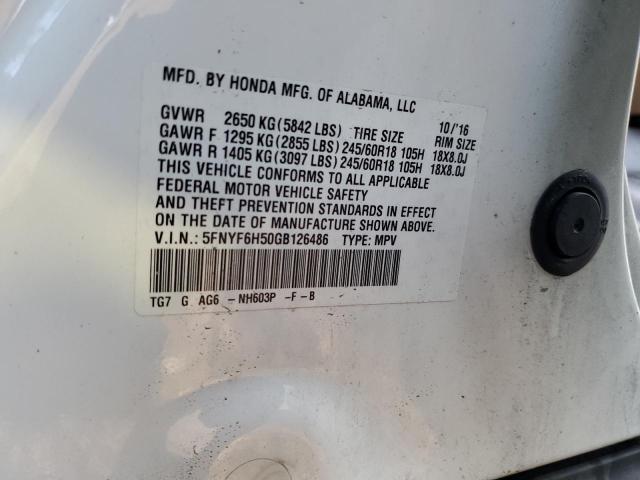 MFD. BY HONDA MFG. OF ALABAMA, LLC 10/'16
GVWR 2650 KG(5842 LBS) TIRE SIZE RIM SIZE
GAWR F 1295 KG(2855 LBS) 245/60R18 105H 18X8.0J
GAWR R 1405 KG(3097 LBS) 245/60R18 105H 18X8.0J
THIS VEHICLE CONFORMS TO ALL APPLICABLE
FEDERAL MOTOR VEHICLE SAFETY
AND THEFT PREVENTION STANDARDS IN EFFECT
ON THE DATE OF MANUFACTURE SHOWN ABOVE.
V.I.N.: 5FNYF6H50GB126486 TYPE: MPV
TG7 G AG6 -NH603P -F-B